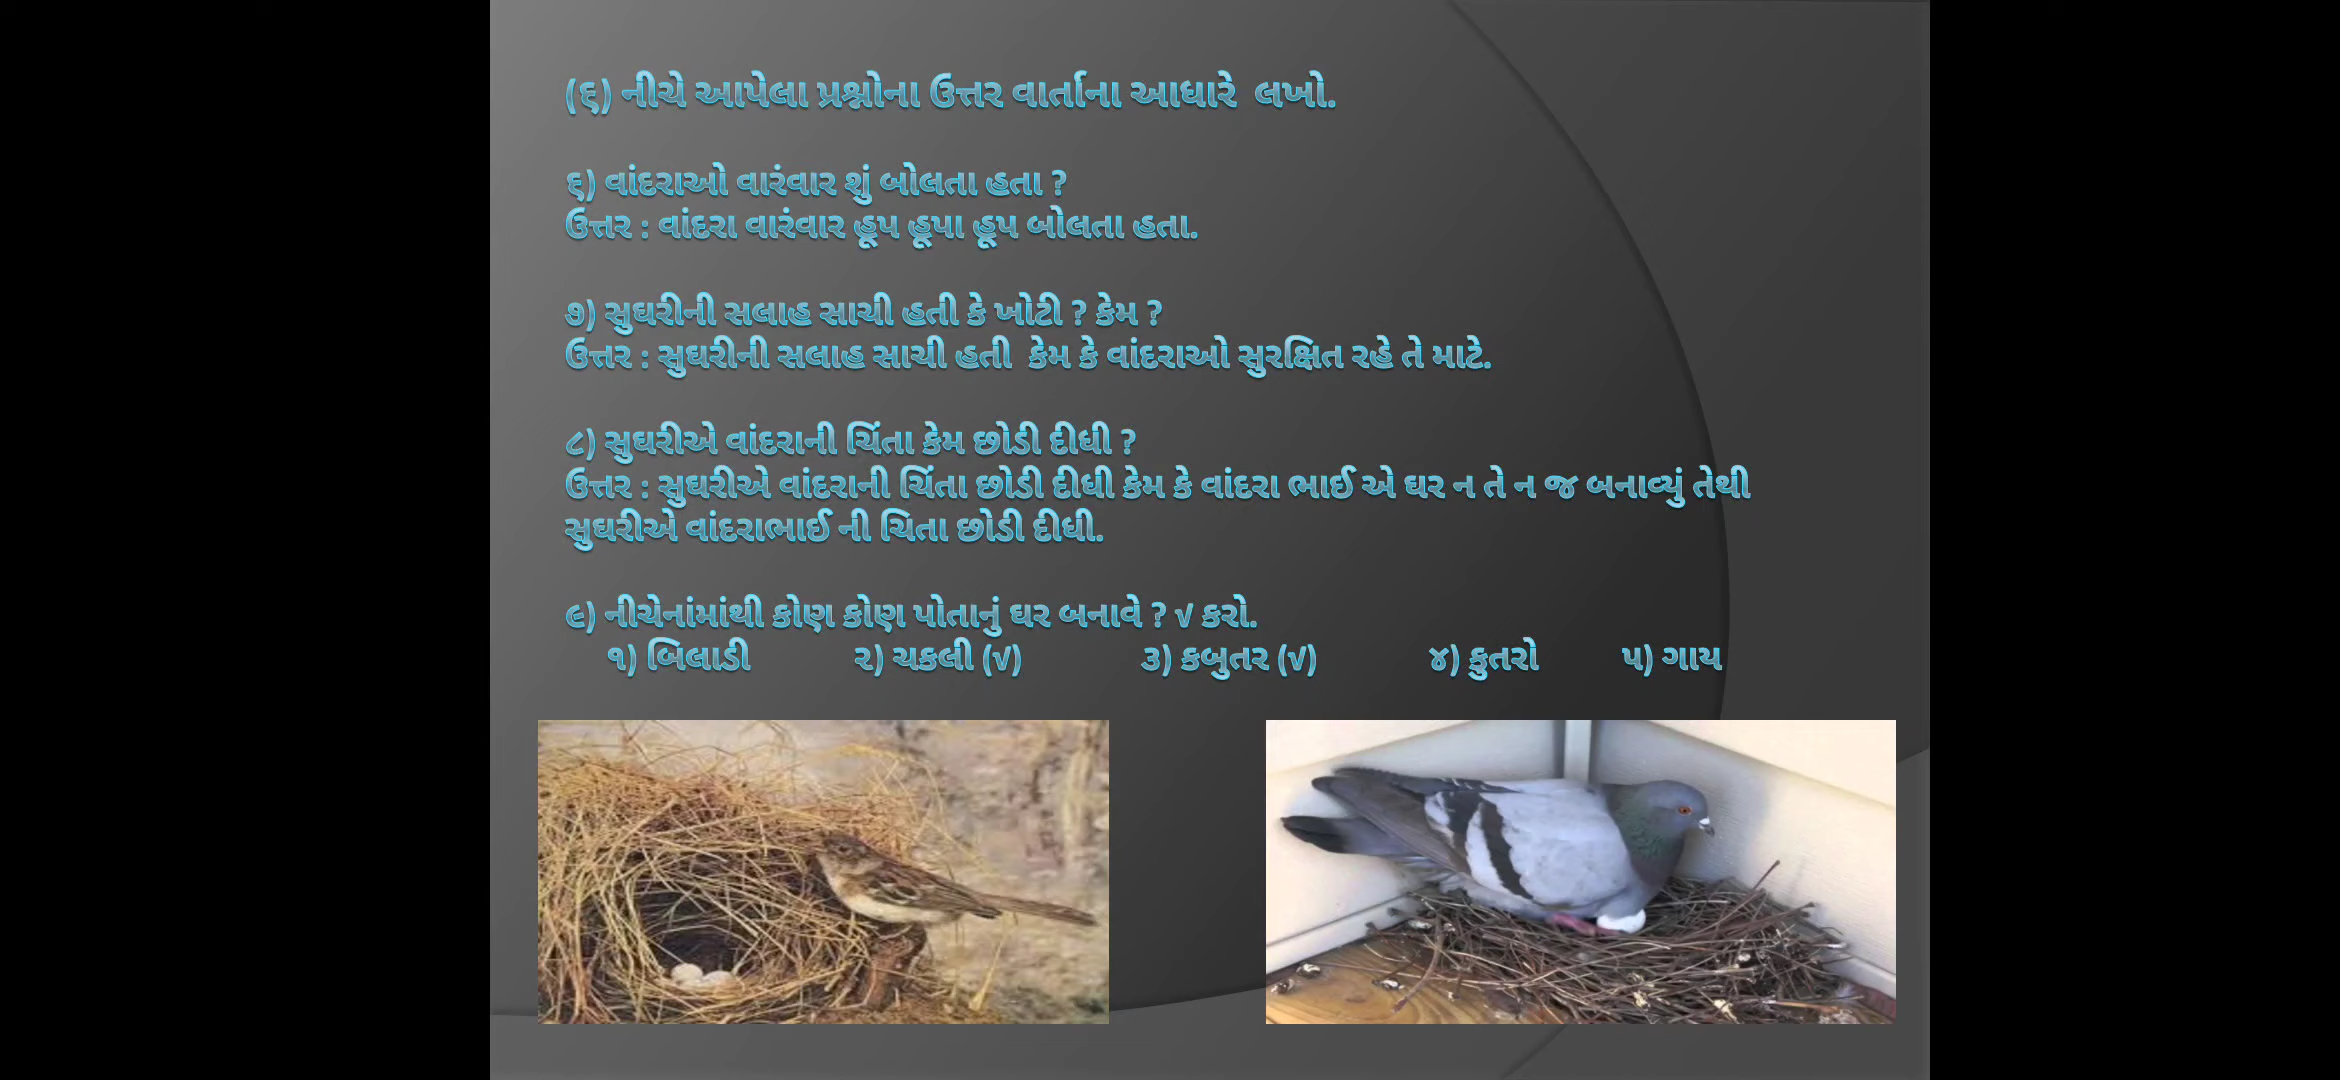 (૬) નીચે આપેલા પ્રશ્નોના ઉત્તર વાર્તાના આધારે લખો.
૬) વાંદરાઓ વારંવાર શું બોલતા હતા ?
ઉત્તર : વાંદરા વારંવાર હૂપ હૂપા હૂપ બોલતા હતા.
૭) સુઘરીની સલાહ સાચી હતી કે ખોટી ? કેમ ?
ઉત્તર : સુઘરીની સલાહ સાચી હતી કેમ કે વાંદરાઓ સુરક્ષિત રહે તે માટે.
૮) સુઘરીએ વાંદરાની ચિંતા કેમ છોડી દીધી ?
ઉત્તર : સુઘરીએ વાંદરાની ચિંતા છોડી દીધી કેમ કે વાંદરા ભાઈ એ ઘર ન તે ન જ બનાવ્યું તેથી
સુઘરીએ વાંદરાભાઈ ની ચિતા છોડી દીધી.
૯) નીચેનાંમાંથી કોણ કોણ પોતાનું ઘર બનાવે ? √ કરો.
૧) બિલાડી ૨) ચકલી (√) ૩) કબુતર (√) ૪) કુતરો ૫) ગાય